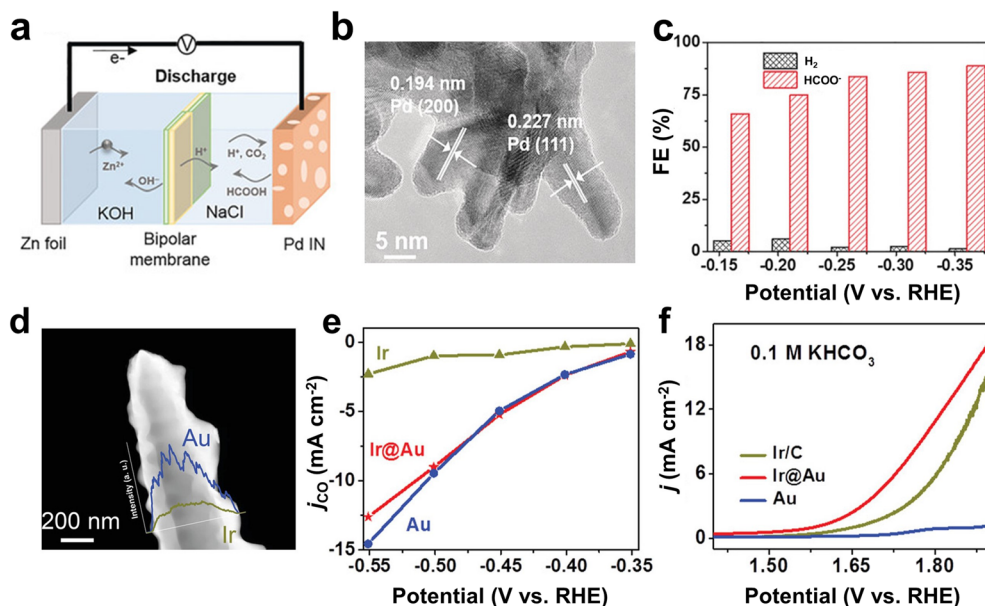 a
e-
V
Discharge
Zn²⁺
OH⁻
H⁺
H⁺, CO₂
HCOOH
KOH
NaCl
Zn foil
Bipolar
membrane
Pd IN
b
0.194 nm
Pd (200)
0.227 nm
Pd (111)
5 nm
c
H₂
HCOO⁻
FE (%)
100
75
50
25
0
-0.15
-0.20
-0.25
-0.30
-0.35
Potential (V vs. RHE)
d
Au
Ir
Intensity (a. u.)
200 nm
e
Ir
Ir@Au
Au
j_CO (mA cm⁻²)
0
-5
-10
-15
-0.55
-0.50
-0.45
-0.40
-0.35
Potential (V vs. RHE)
f
0.1 M KHCO₃
Ir/C
Ir@Au
Au
j (mA cm⁻²)
18
12
6
0
1.50
1.65
1.80
Potential (V vs. RHE)